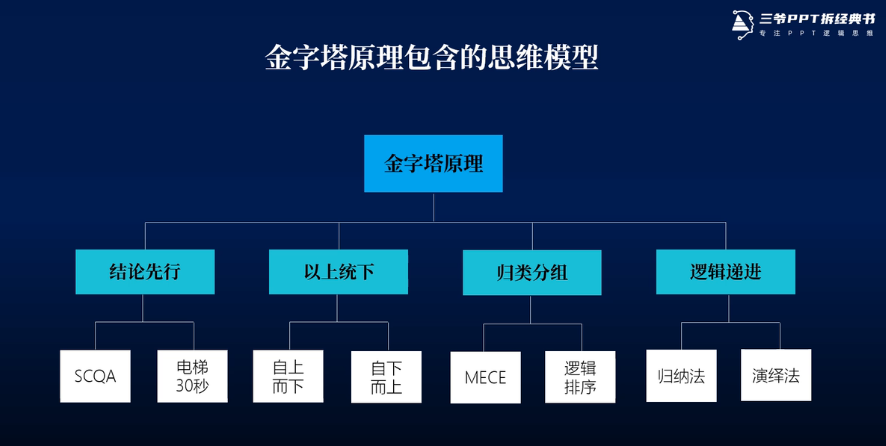 三爷PPT拆经典书
专注PPT逻辑思维
金字塔原理包含的思维模型
金字塔原理
结论先行
以上统下
归类分组
逻辑递进
SCQA
电梯
30秒
自上
而下
自下
而上
MECE
逻辑
排序
归纳法
演绎法